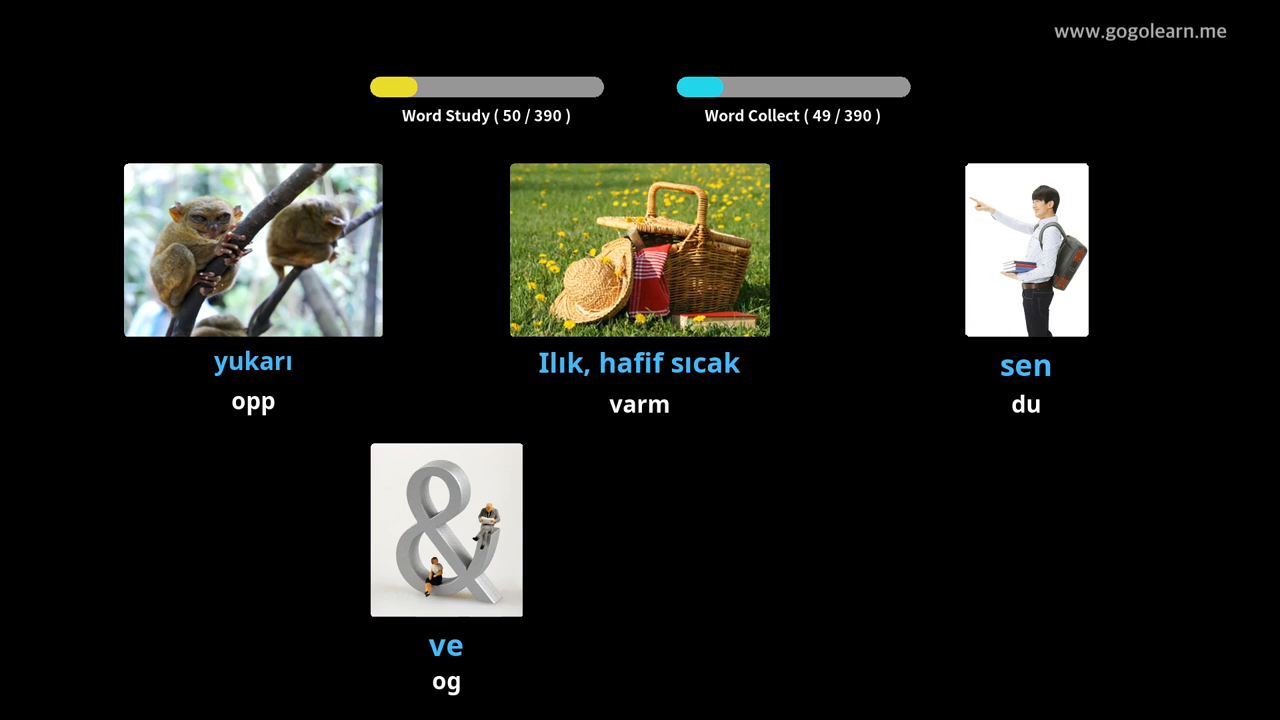 www.gogolearn.me
Word Study ( 50 / 390 )
Word Collect ( 49 / 390 )
yukarı
opp
Ilık, hafif sıcak
varm
sen
du
&
ve
og